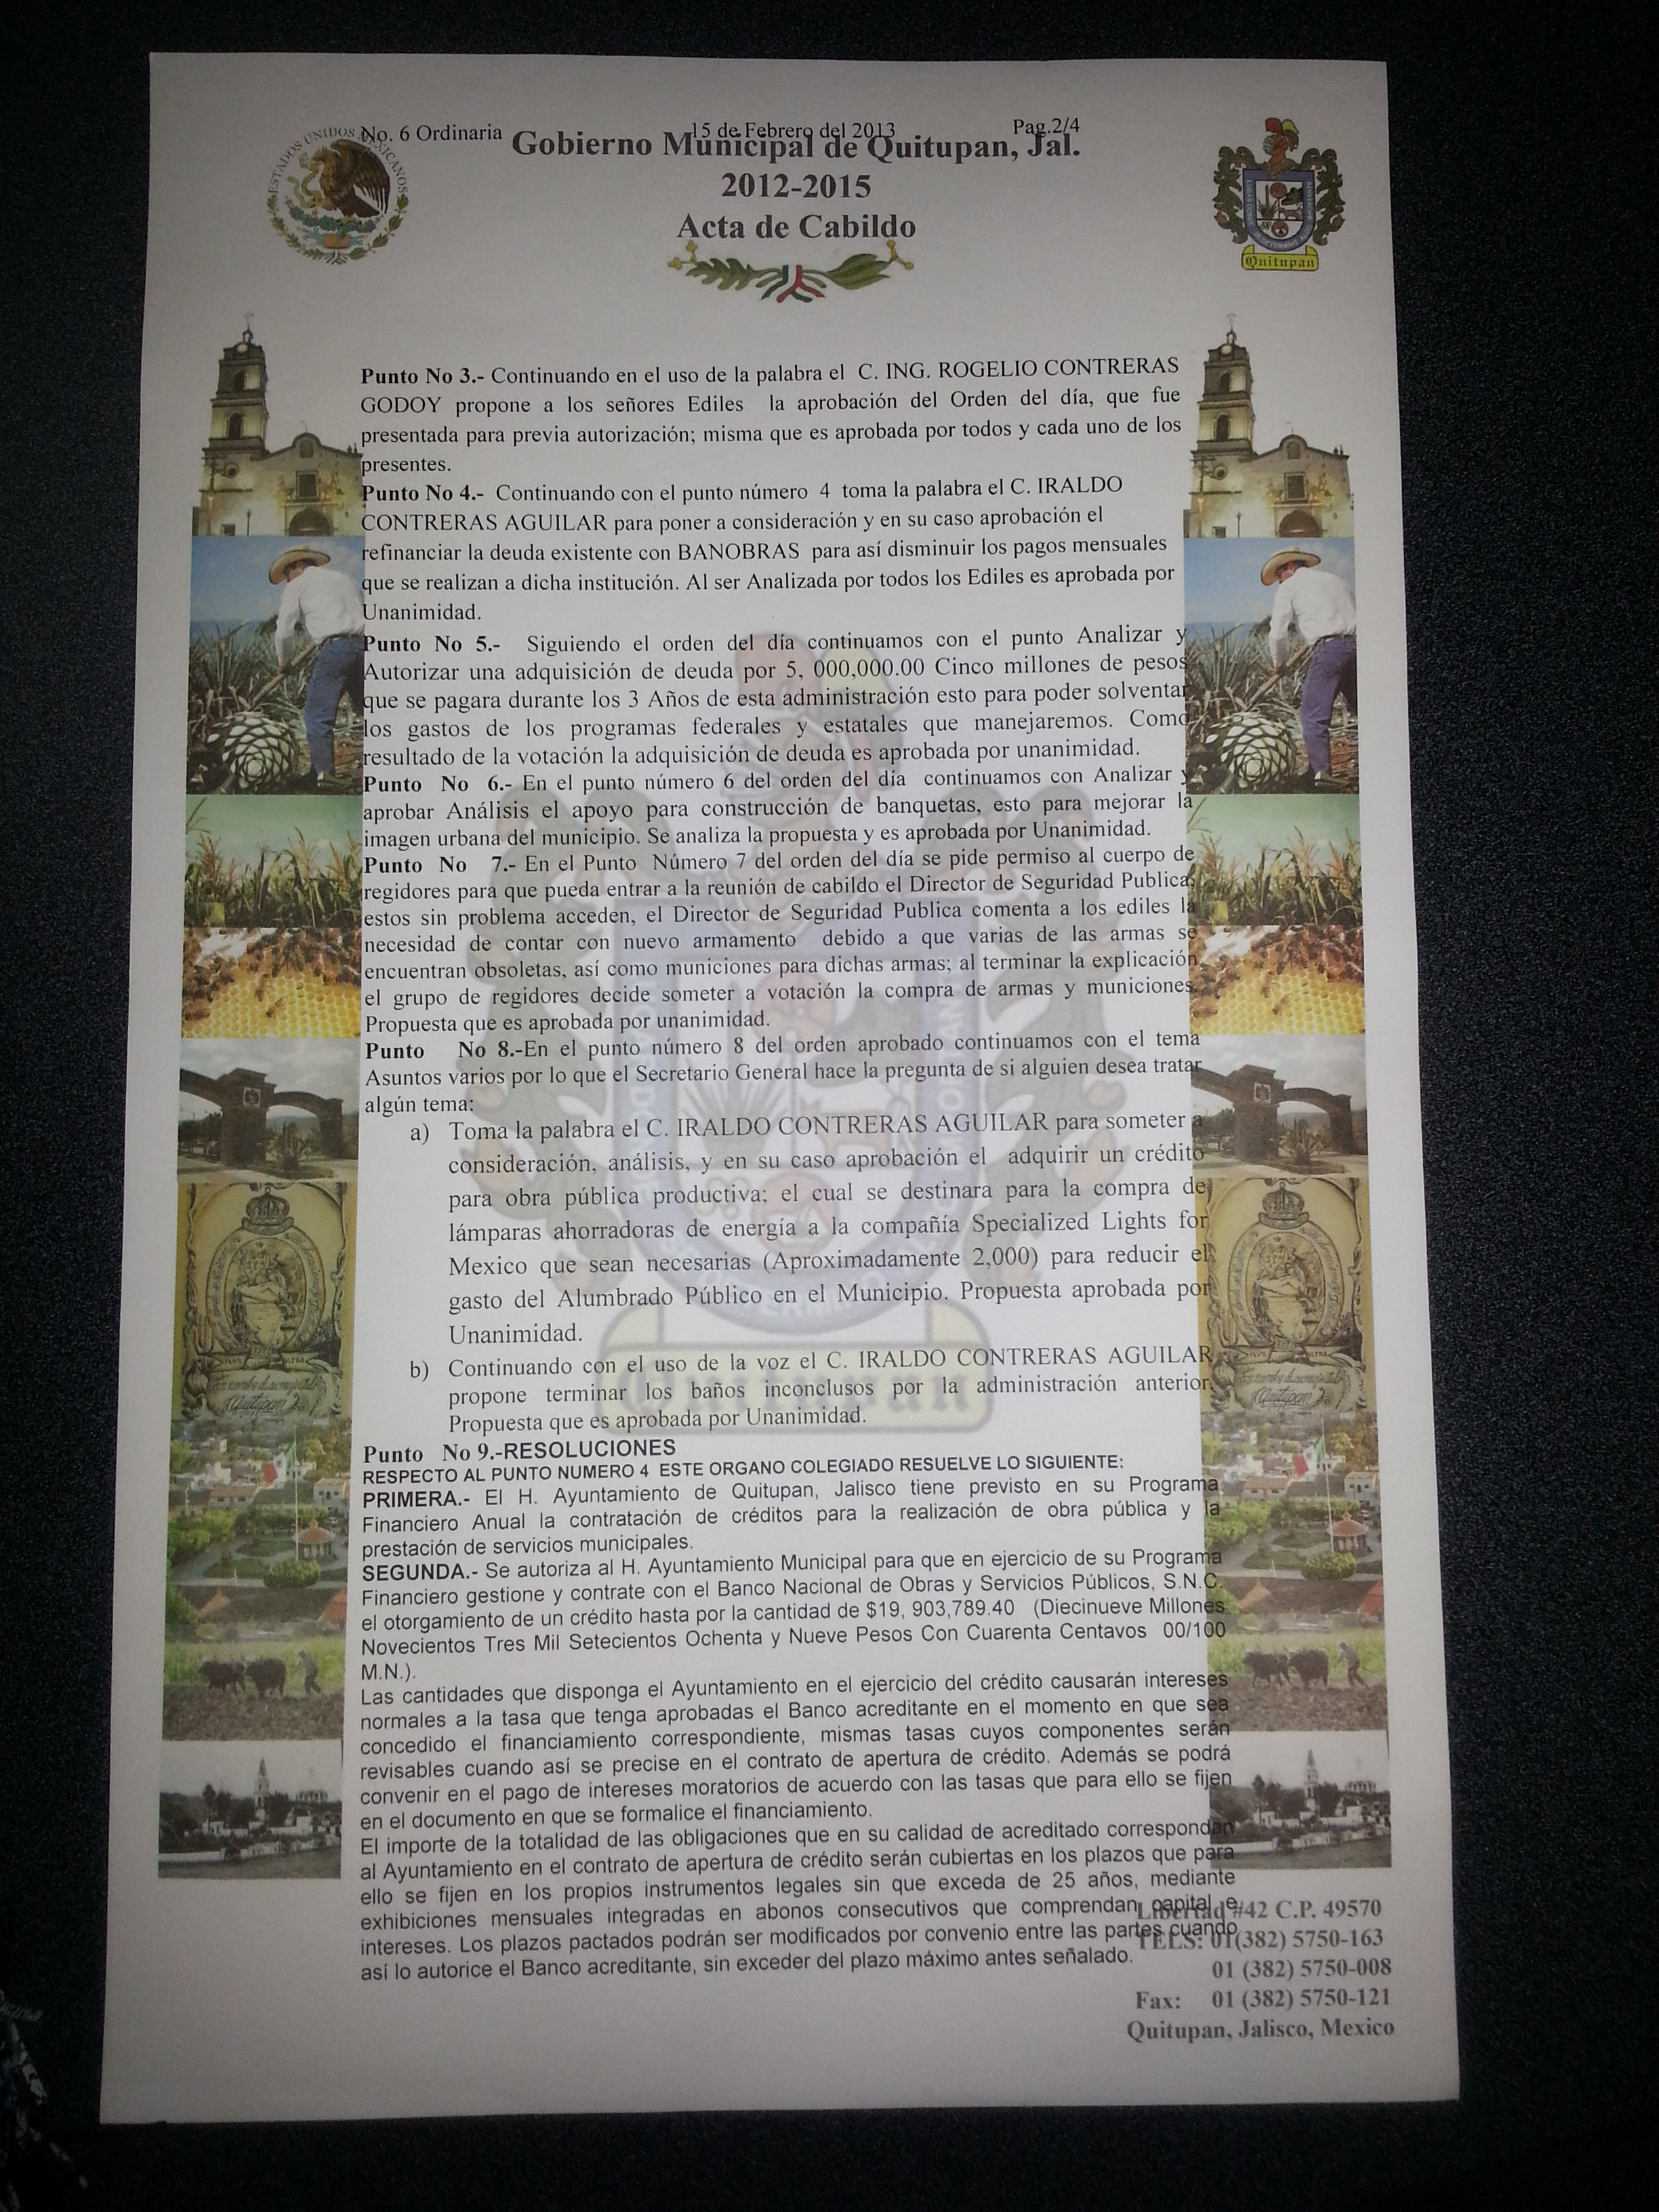 No. 6 Ordinaria 15 de Febrero del 2013 Pag.2/4
ESTADOS UNIDOS MEXICANOS
Gobierno Municipal de Quitupan, Jal.
2012-2015
Acta de Cabildo
Quitupan
Punto No 3.- Continuando en el uso de la palabra el C. ING. ROGELIO CONTRERAS
GODOY propone a los señores Ediles la aprobación del Orden del día, que fue
presentada para previa autorización; misma que es aprobada por todos y cada uno de los
presentes.
Punto No 4.- Continuando con el punto número 4 toma la palabra el C. IRALDO
CONTRERAS AGUILAR para poner a consideración y en su caso aprobación el
refinanciar la deuda existente con BANOBRAS para así disminuir los pagos mensuales
que se realizan a dicha institución. Al ser Analizada por todos los Ediles es aprobada por
Unanimidad.
Punto No 5.- Siguiendo el orden del día continuamos con el punto Analizar y
Autorizar una adquisición de deuda por 5, 000,000.00 Cinco millones de pesos
que se pagara durante los 3 Años de esta administración esto para poder solventar
los gastos de los programas federales y estatales que manejaremos. Como
resultado de la votación la adquisición de deuda es aprobada por unanimidad.
Punto No 6.- En el punto número 6 del orden del día continuamos con Analizar y
aprobar Análisis el apoyo para construcción de banquetas, esto para mejorar la
imagen urbana del municipio. Se analiza la propuesta y es aprobada por Unanimidad.
Punto No 7.- En el Punto Número 7 del orden del día se pide permiso al cuerpo de
regidores para que pueda entrar a la reunión de cabildo el Director de Seguridad Publica,
estos sin problema acceden, el Director de Seguridad Publica comenta a los ediles la
necesidad de contar con nuevo armamento debido a que varias de las armas se
encuentran obsoletas, así como municiones para dichas armas; al terminar la explicación
el grupo de regidores decide someter a votación la compra de armas y municiones.
Propuesta que es aprobada por unanimidad.
Punto No 8.-En el punto número 8 del orden aprobado continuamos con el tema
Asuntos varios por lo que el Secretario General hace la pregunta de si alguien desea tratar
algún tema:
a) Toma la palabra el C. IRALDO CONTRERAS AGUILAR para someter a
consideración, análisis, y en su caso aprobación el adquirir un crédito
para obra pública productiva; el cual se destinara para la compra de
lámparas ahorradoras de energía a la compañía Specialized Lights for
Mexico que sean necesarias (Aproximadamente 2,000) para reducir el
gasto del Alumbrado Público en el Municipio. Propuesta aprobada por
Unanimidad.
b) Continuando con el uso de la voz el C. IRALDO CONTRERAS AGUILAR
propone terminar los baños inconclusos por la administración anterior.
Propuesta que es aprobada por Unanimidad.
Punto No 9.-RESOLUCIONES
RESPECTO AL PUNTO NUMERO 4 ESTE ORGANO COLEGIADO RESUELVE LO SIGUIENTE:
PRIMERA.- El H. Ayuntamiento de Quitupan, Jalisco tiene previsto en su Programa
Financiero Anual la contratación de créditos para la realización de obra pública y la
prestación de servicios municipales.
SEGUNDA.- Se autoriza al H. Ayuntamiento Municipal para que en ejercicio de su Programa
Financiero gestione y contrate con el Banco Nacional de Obras y Servicios Públicos, S.N.C.
el otorgamiento de un crédito hasta por la cantidad de $19, 903,789.40 (Diecinueve Millones
Novecientos Tres Mil Setecientos Ochenta y Nueve Pesos Con Cuarenta Centavos 00/100
M.N.).
Las cantidades que disponga el Ayuntamiento en el ejercicio del crédito causarán intereses
normales a la tasa que tenga aprobadas el Banco acreditante en el momento en que sea
concedido el financiamiento correspondiente, mismas tasas cuyos componentes serán
revisables cuando así se precise en el contrato de apertura de crédito. Además se podrá
convenir en el pago de intereses moratorios de acuerdo con las tasas que para ello se fijen
en el documento en que se formalice el financiamiento.
El importe de la totalidad de las obligaciones que en su calidad de acreditado correspondan
al Ayuntamiento en el contrato de apertura de crédito serán cubiertas en los plazos que para
ello se fijen en los propios instrumentos legales sin que exceda de 25 años, mediante
exhibiciones mensuales integradas en abonos consecutivos que comprendan capital e
intereses. Los plazos pactados podrán ser modificados por convenio entre las partes cuando
así lo autorice el Banco acreditante, sin exceder del plazo máximo antes señalado.
Libertad #42 C.P. 49570
TELS: 01(382) 5750-163
01 (382) 5750-008
Fax: 01 (382) 5750-121
Quitupan, Jalisco, Mexico